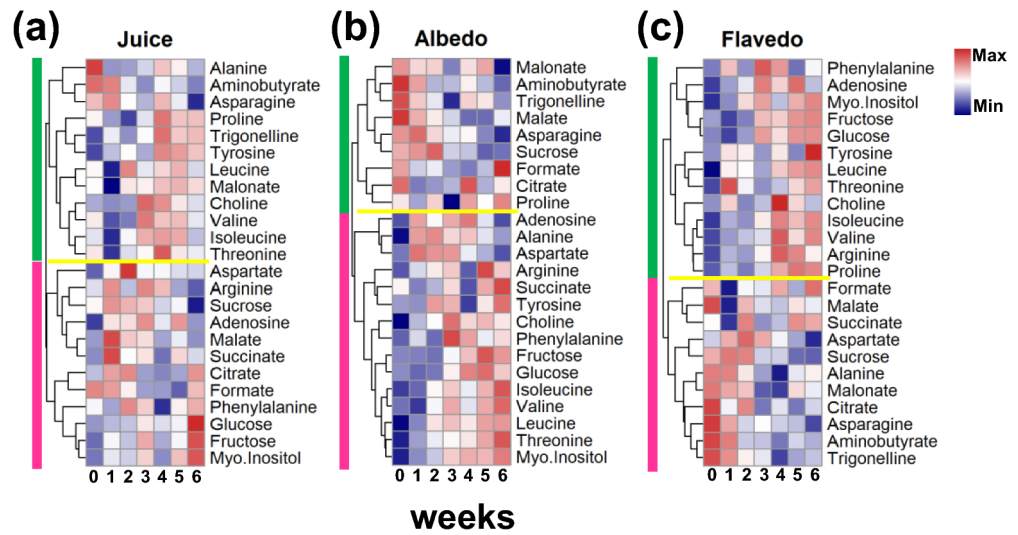 (a)
Juice
Alanine
Aminobutyrate
Asparagine
Proline
Trigonelline
Tyrosine
Leucine
Malonate
Choline
Valine
Isoleucine
Threonine
Aspartate
Arginine
Sucrose
Adenosine
Malate
Succinate
Citrate
Formate
Phenylalanine
Glucose
Fructose
Myo.Inositol
0 1 2 3 4 5 6
(b)
Albedo
Malonate
Aminobutyrate
Trigonelline
Malate
Asparagine
Sucrose
Formate
Citrate
Proline
Adenosine
Alanine
Aspartate
Arginine
Succinate
Tyrosine
Choline
Phenylalanine
Fructose
Glucose
Isoleucine
Valine
Leucine
Threonine
Myo.Inositol
0 1 2 3 4 5 6
(c)
Flavedo
Phenylalanine
Adenosine
Myo.Inositol
Fructose
Glucose
Tyrosine
Leucine
Threonine
Choline
Isoleucine
Valine
Arginine
Proline
Formate
Malate
Succinate
Aspartate
Sucrose
Alanine
Malonate
Citrate
Asparagine
Aminobutyrate
Trigonelline
0 1 2 3 4 5 6
Max
Min
weeks